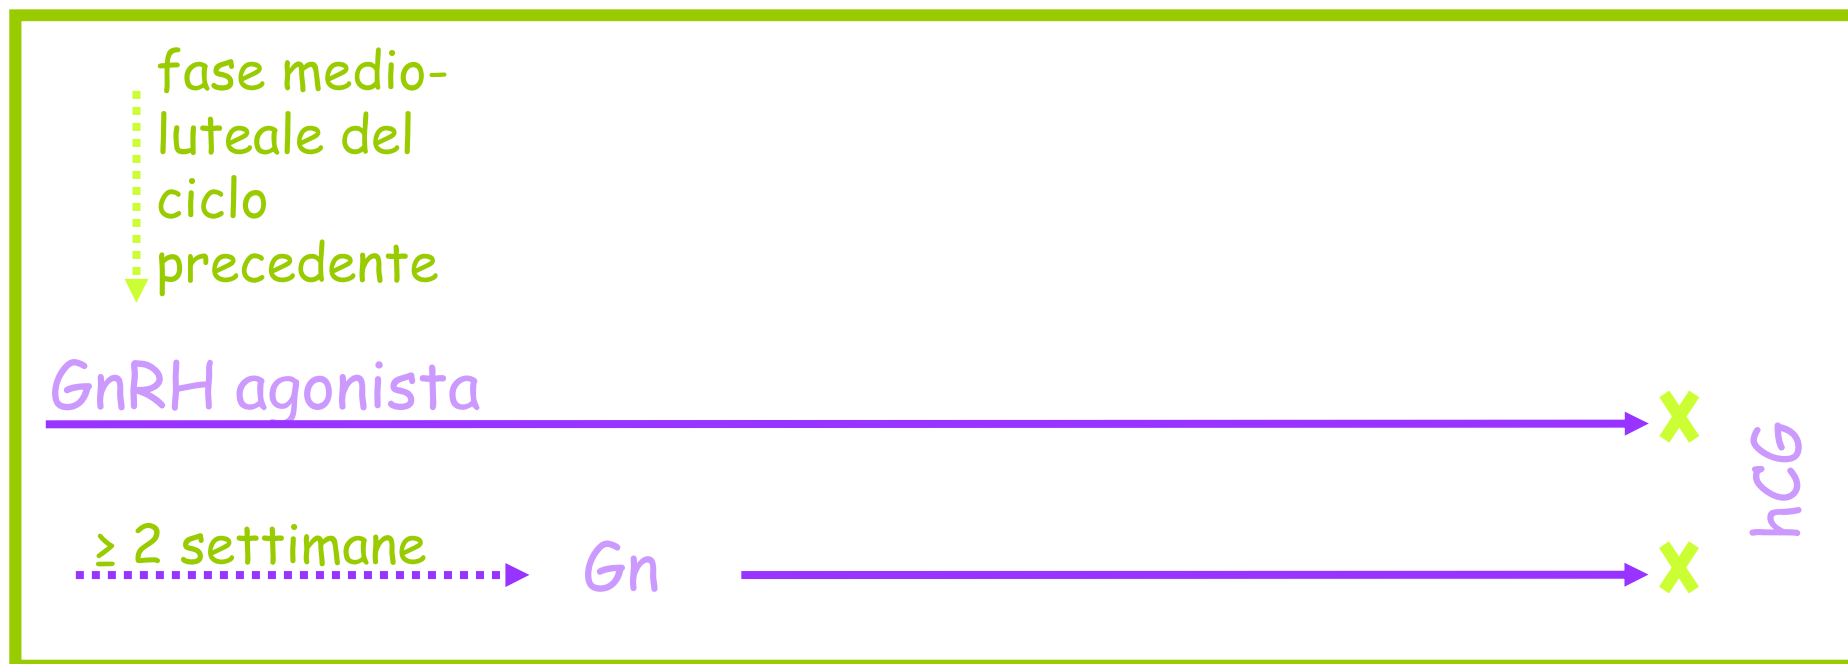 fase medio-
luteale del
ciclo
precedente
GnRH agonista
hCG
≥ 2 settimane
Gn